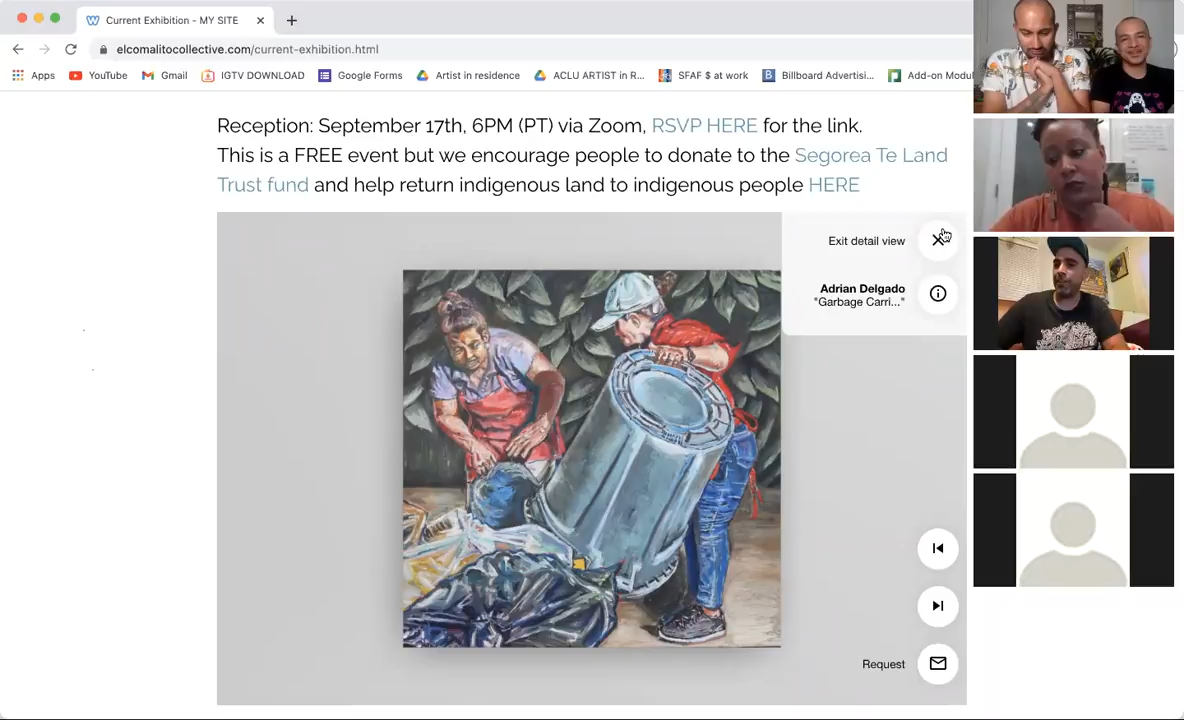 Current Exhibition - MY SITE
elcomalitocollective.com/current-exhibition.html
Apps YouTube Gmail IGTV DOWNLOAD Google Forms Artist in residence ACLU ARTIST in R... SFAF $ at work Billboard Advertisi... Add-on Modul
Reception: September 17th, 6PM (PT) via Zoom, RSVP HERE for the link.
This is a FREE event but we encourage people to donate to the Segorea Te Land
Trust fund and help return indigenous land to indigenous people HERE
Exit detail view
Adrian Delgado
"Garbage Carri..."
Request